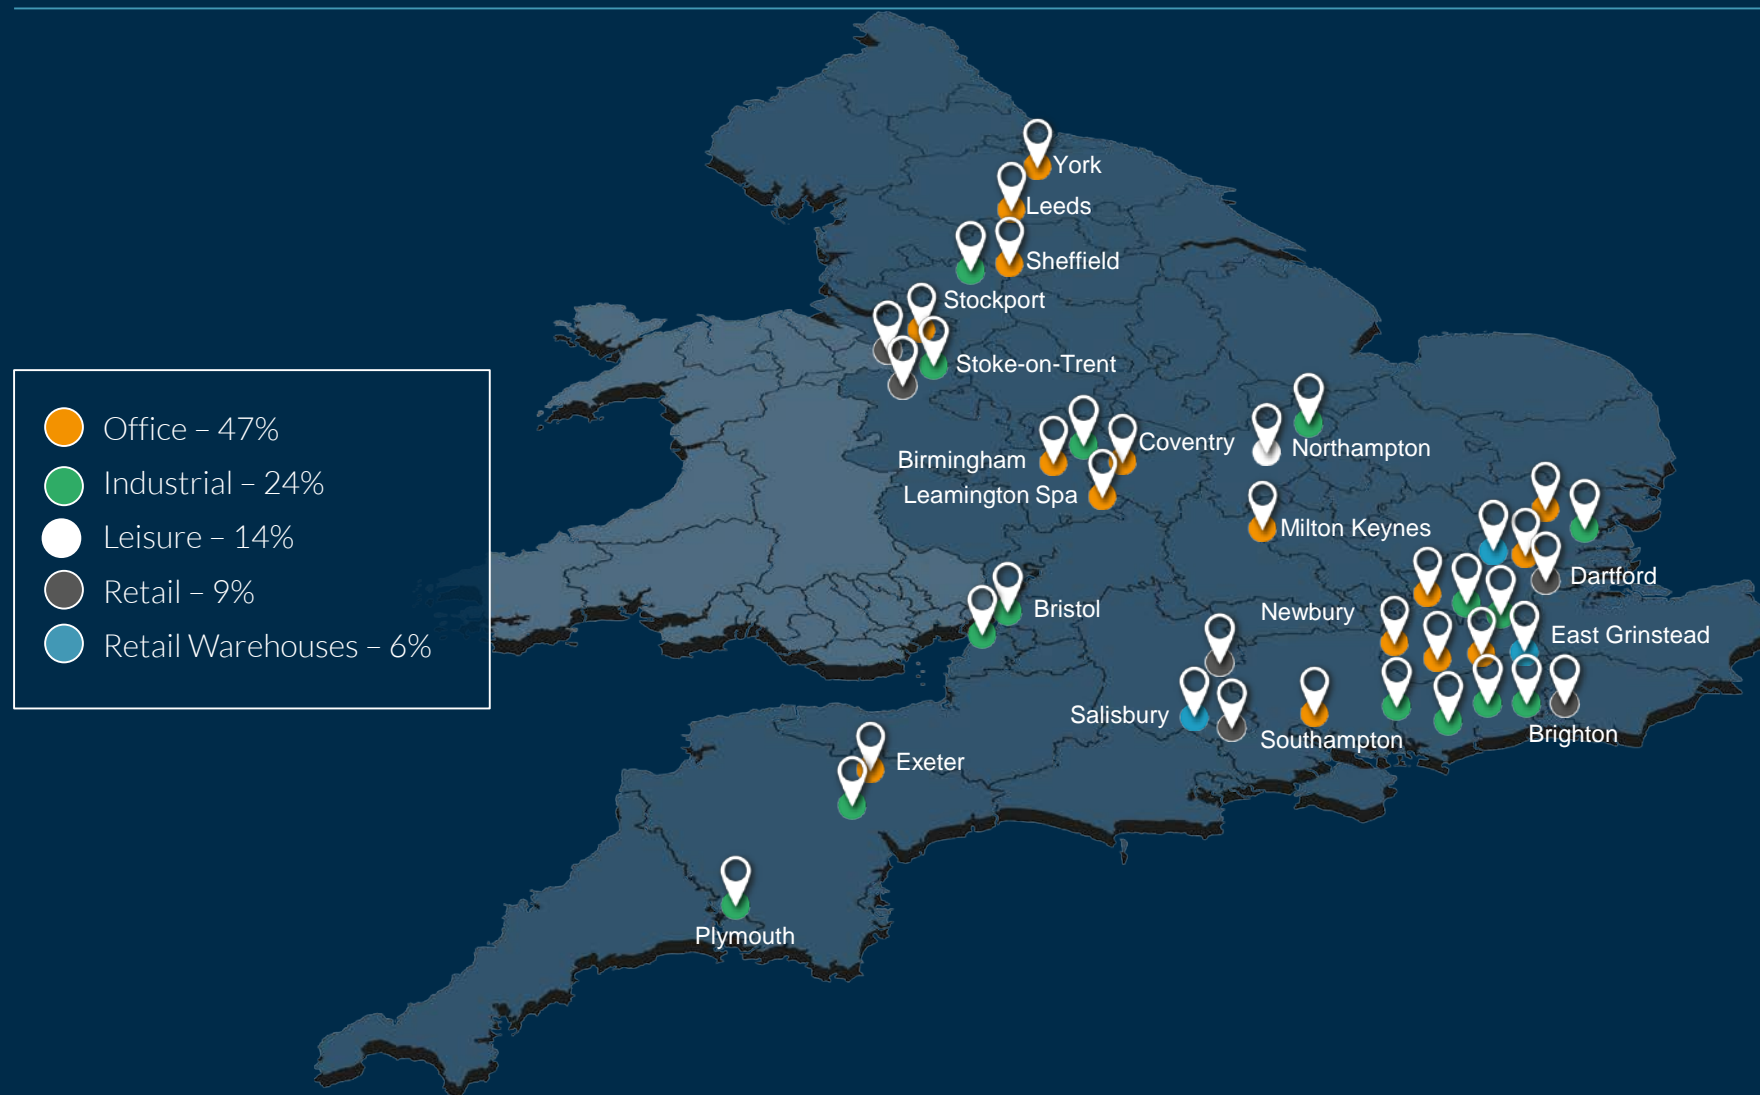 York
Leeds
Sheffield
Stockport
Stoke-on-Trent
Office – 47%
Industrial – 24%
Leisure – 14%
Retail – 9%
Retail Warehouses – 6%
Coventry
Northampton
Birmingham
Leamington Spa
Milton Keynes
Dartford
Bristol
Newbury
East Grinstead
Salisbury
Southampton
Brighton
Exeter
Plymouth